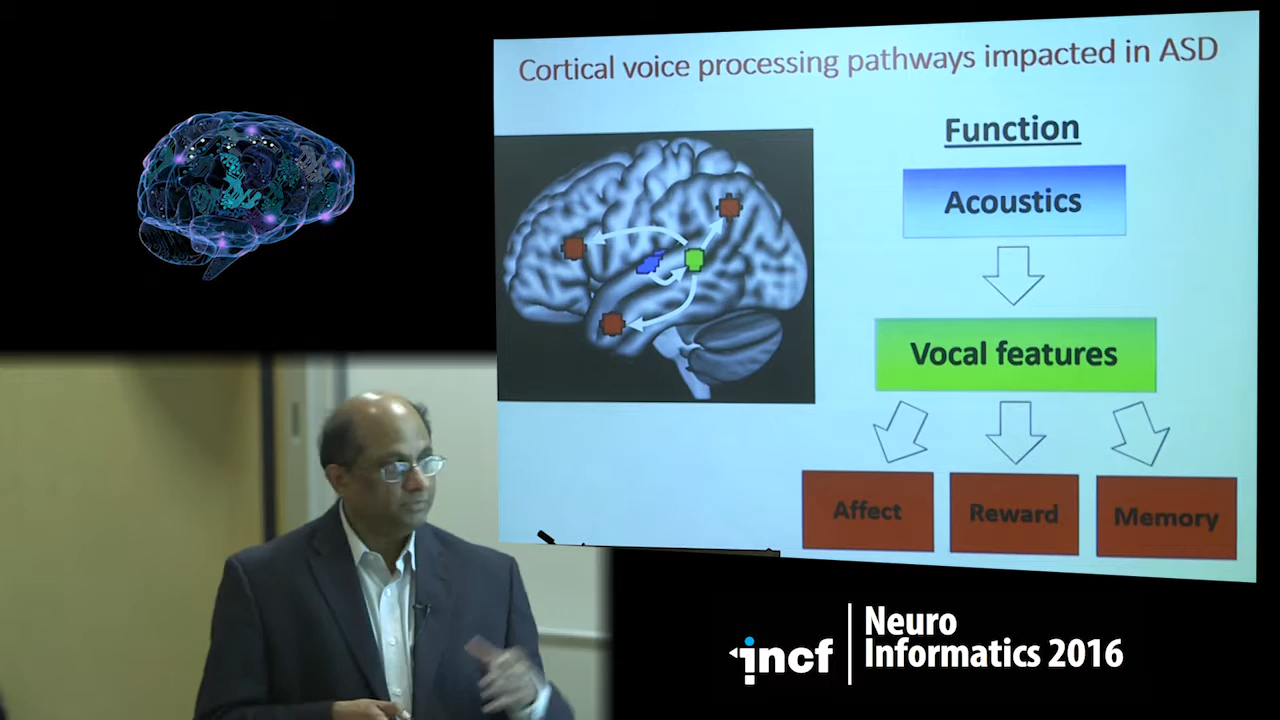 Cortical voice processing pathways impacted in ASD
Function
Acoustics
Vocal features
Affect
Reward
Memory
incf
Neuro
Informatics 2016